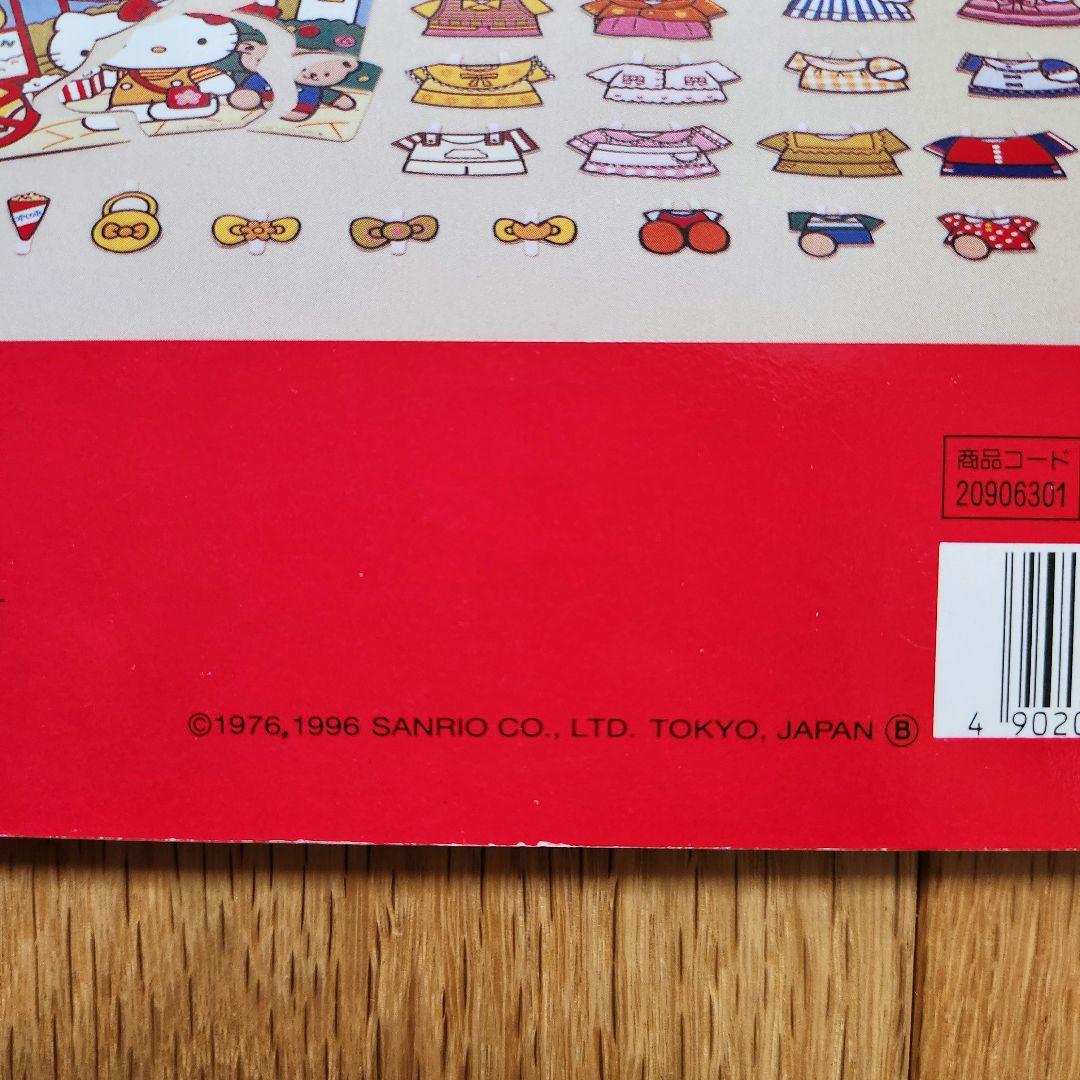 商品コード
20906301
©1976,1996 SANRIO CO., LTD. TOKYO, JAPAN Ⓑ
4 9020